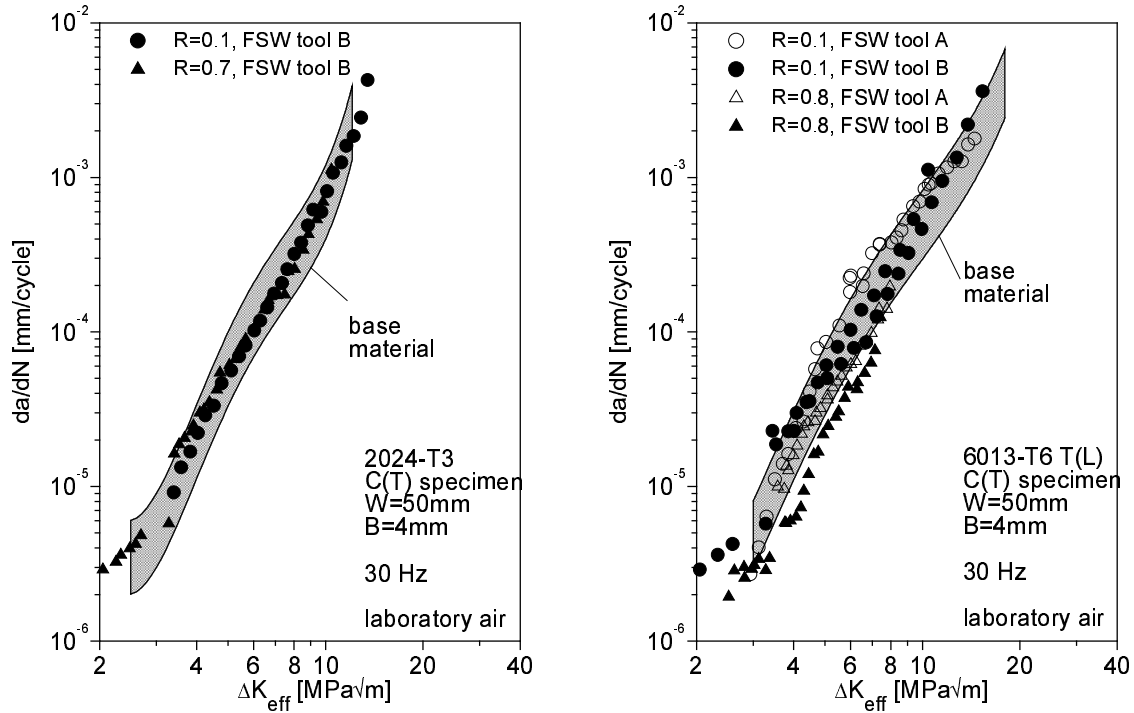 10⁻²
10⁻³
10⁻⁴
10⁻⁵
10⁻⁶
da/dN [mm/cycle]
R=0.1, FSW tool B
R=0.7, FSW tool B
base
material
2024-T3
C(T) specimen
W=50mm
B=4mm
30 Hz
laboratory air
2 4 6 8 10 20 40
ΔK_eff [MPa√m]
10⁻²
10⁻³
10⁻⁴
10⁻⁵
10⁻⁶
da/dN [mm/cycle]
R=0.1, FSW tool A
R=0.1, FSW tool B
R=0.8, FSW tool A
R=0.8, FSW tool B
base
material
6013-T6 T(L)
C(T) specimen
W=50mm
B=4mm
30 Hz
laboratory air
2 4 6 8 10 20 40
ΔK_eff [MPa√m]